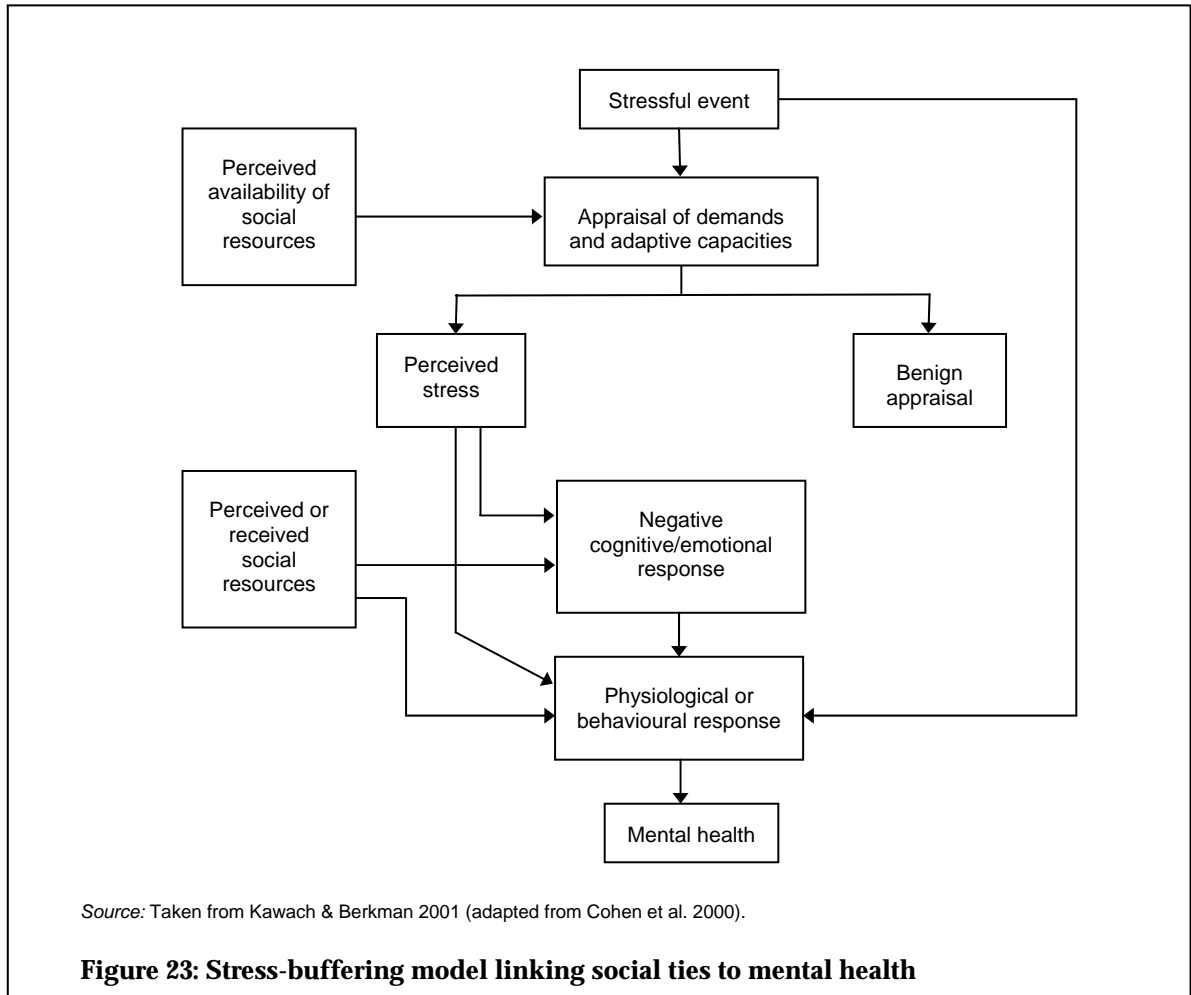 Stressful event
Perceived
availability of
social
resources
Appraisal of demands
and adaptive capacities
Perceived
stress
Benign
appraisal
Perceived or
received
social
resources
Negative
cognitive/emotional
response
Physiological or
behavioural response
Mental health
Source: Taken from Kawach & Berkman 2001 (adapted from Cohen et al. 2000).
Figure 23: Stress-buffering model linking social ties to mental health